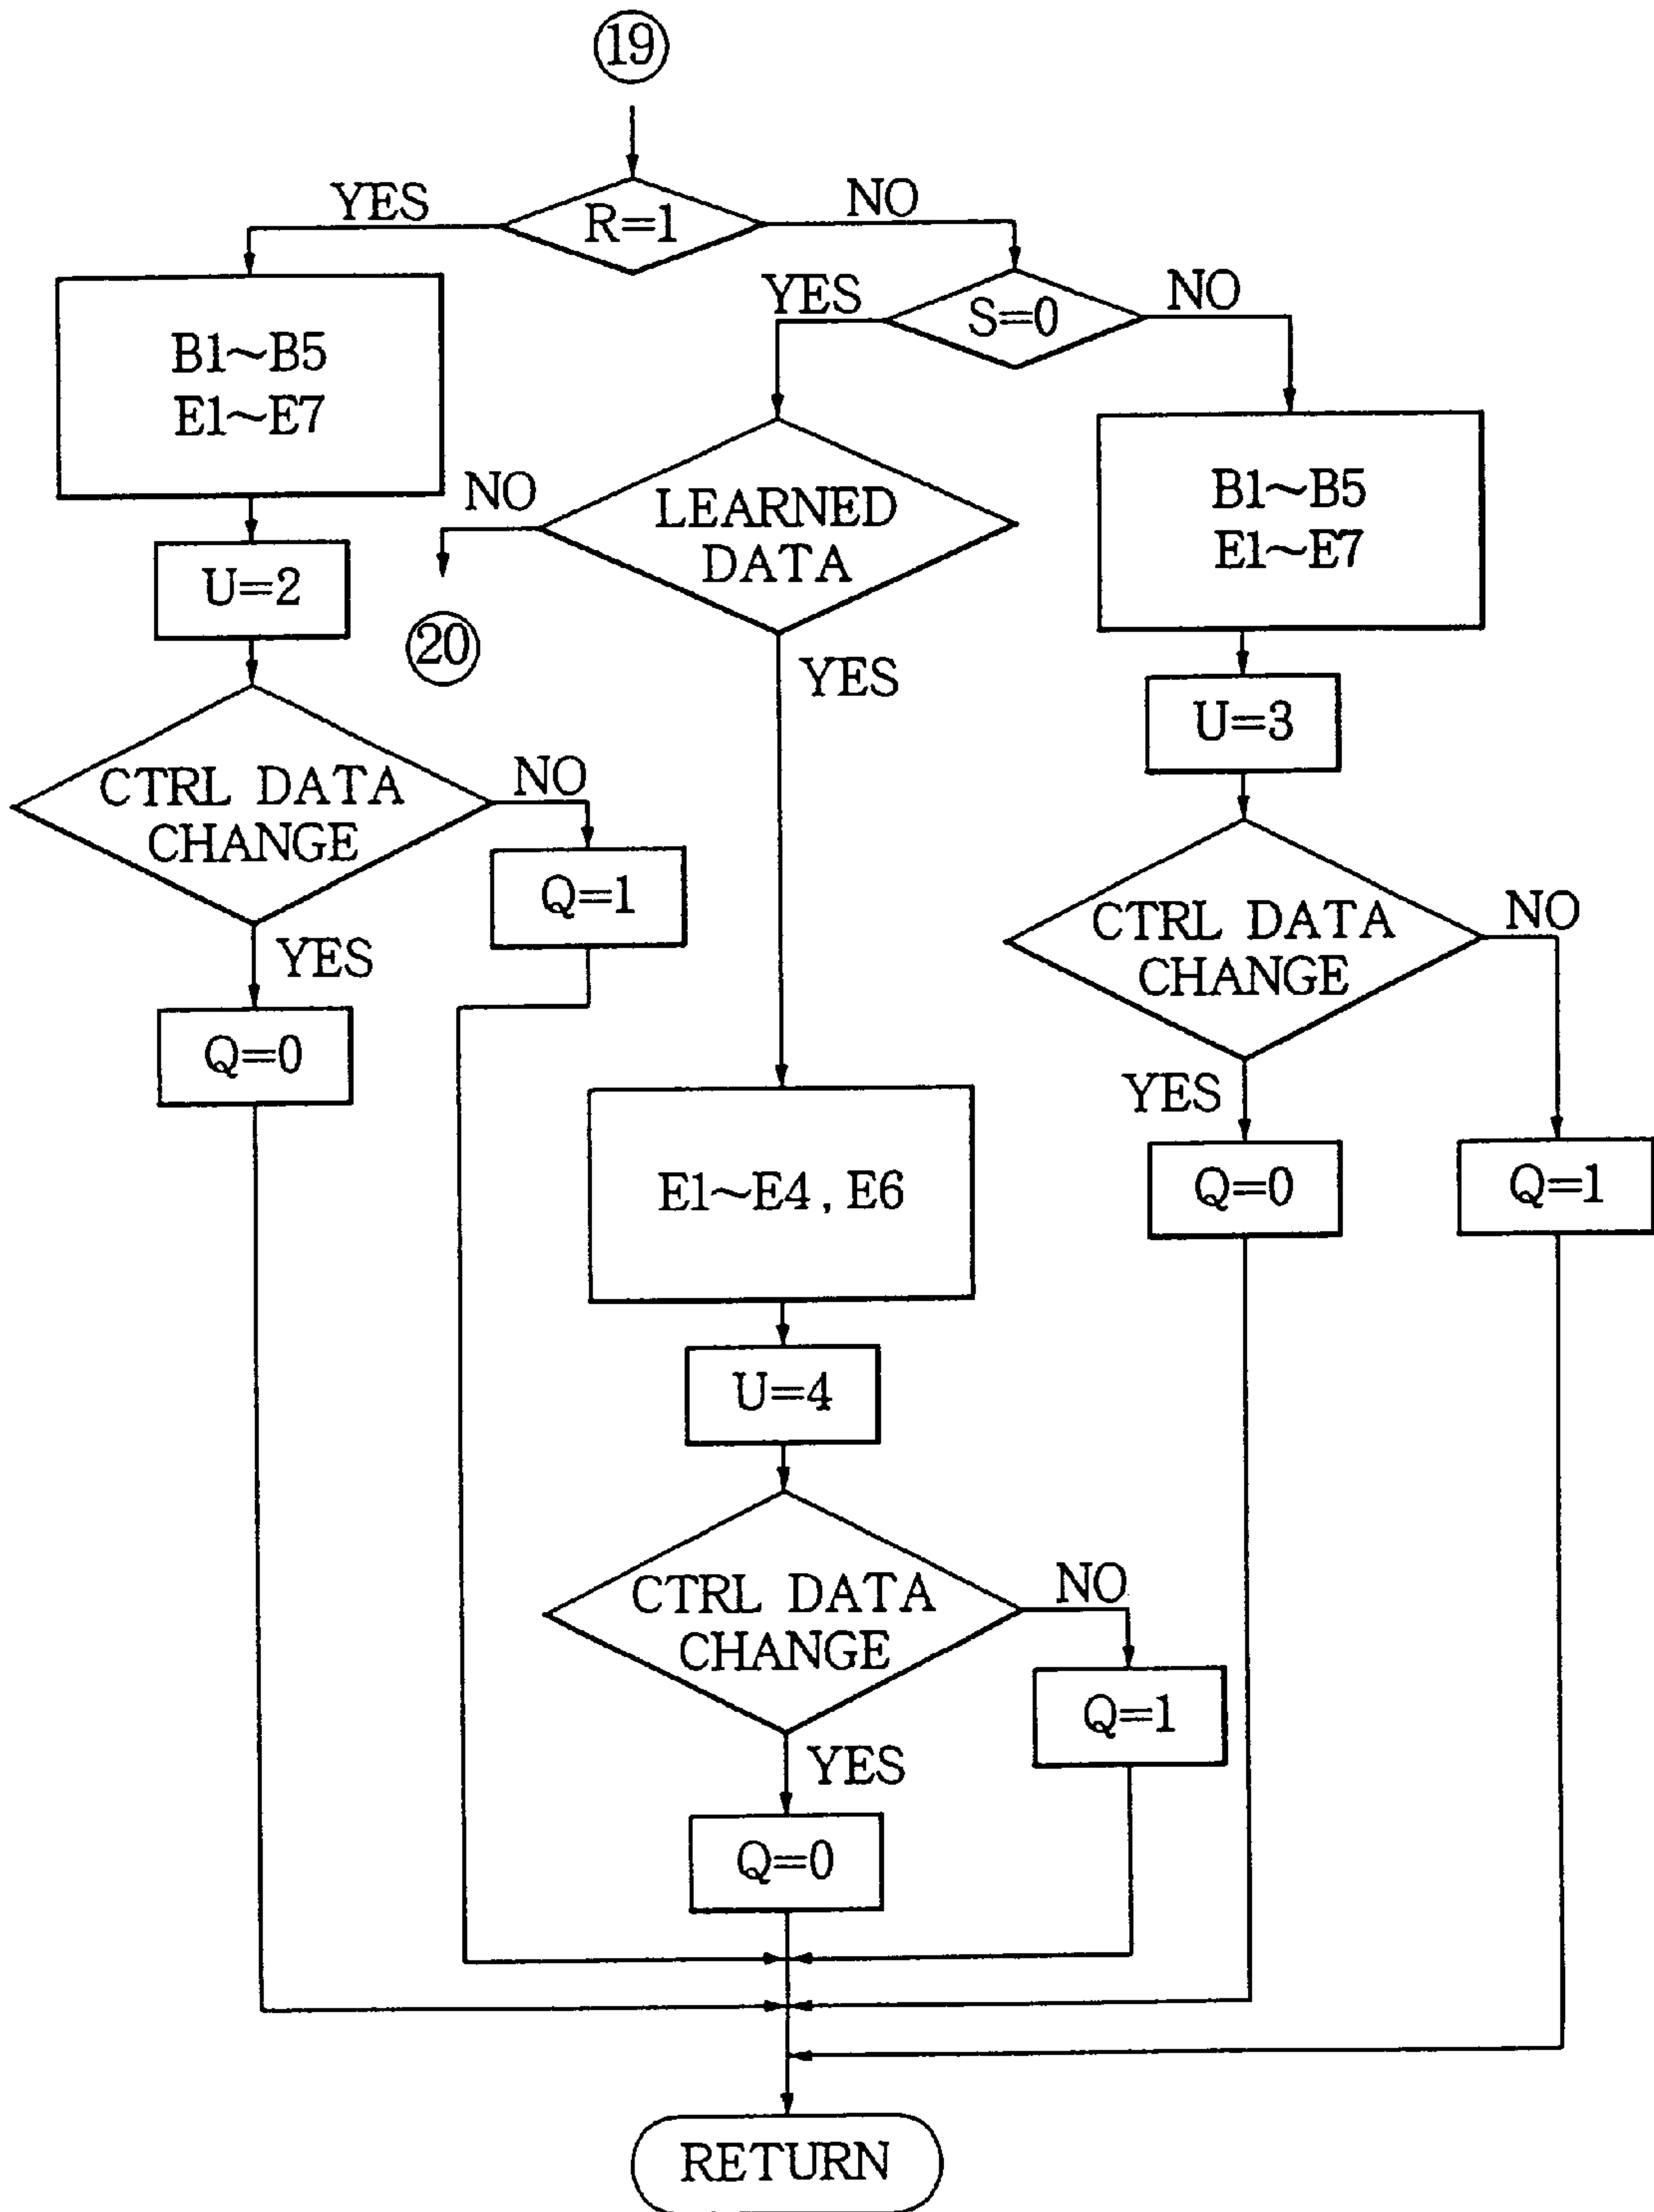 19
R=1
YES
NO
B1~B5
E1~E7
U=2
CTRL DATA
CHANGE
NO
Q=1
YES
Q=0
S=0
YES
NO
LEARNED
DATA
NO
20
YES
E1~E4, E6
U=4
CTRL DATA
CHANGE
NO
Q=1
YES
Q=0
B1~B5
E1~E7
U=3
CTRL DATA
CHANGE
NO
YES
Q=0
Q=1
RETURN